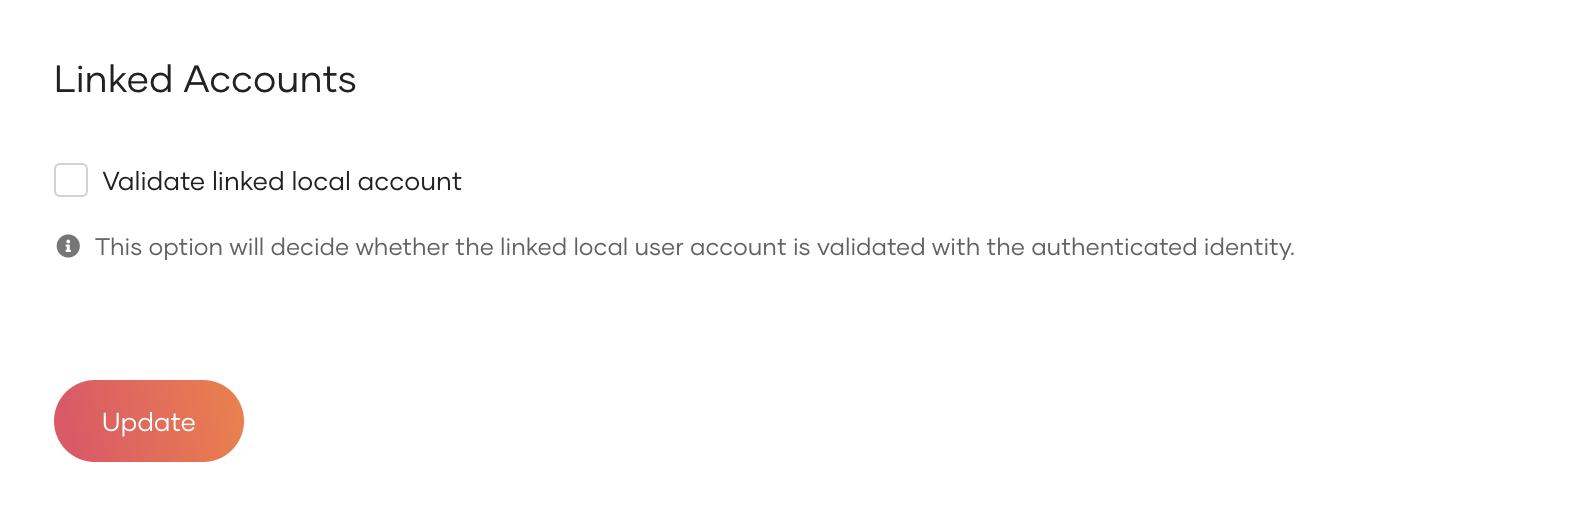 Linked Accounts
Validate linked local account
This option will decide whether the linked local user account is validated with the authenticated identity.
Update